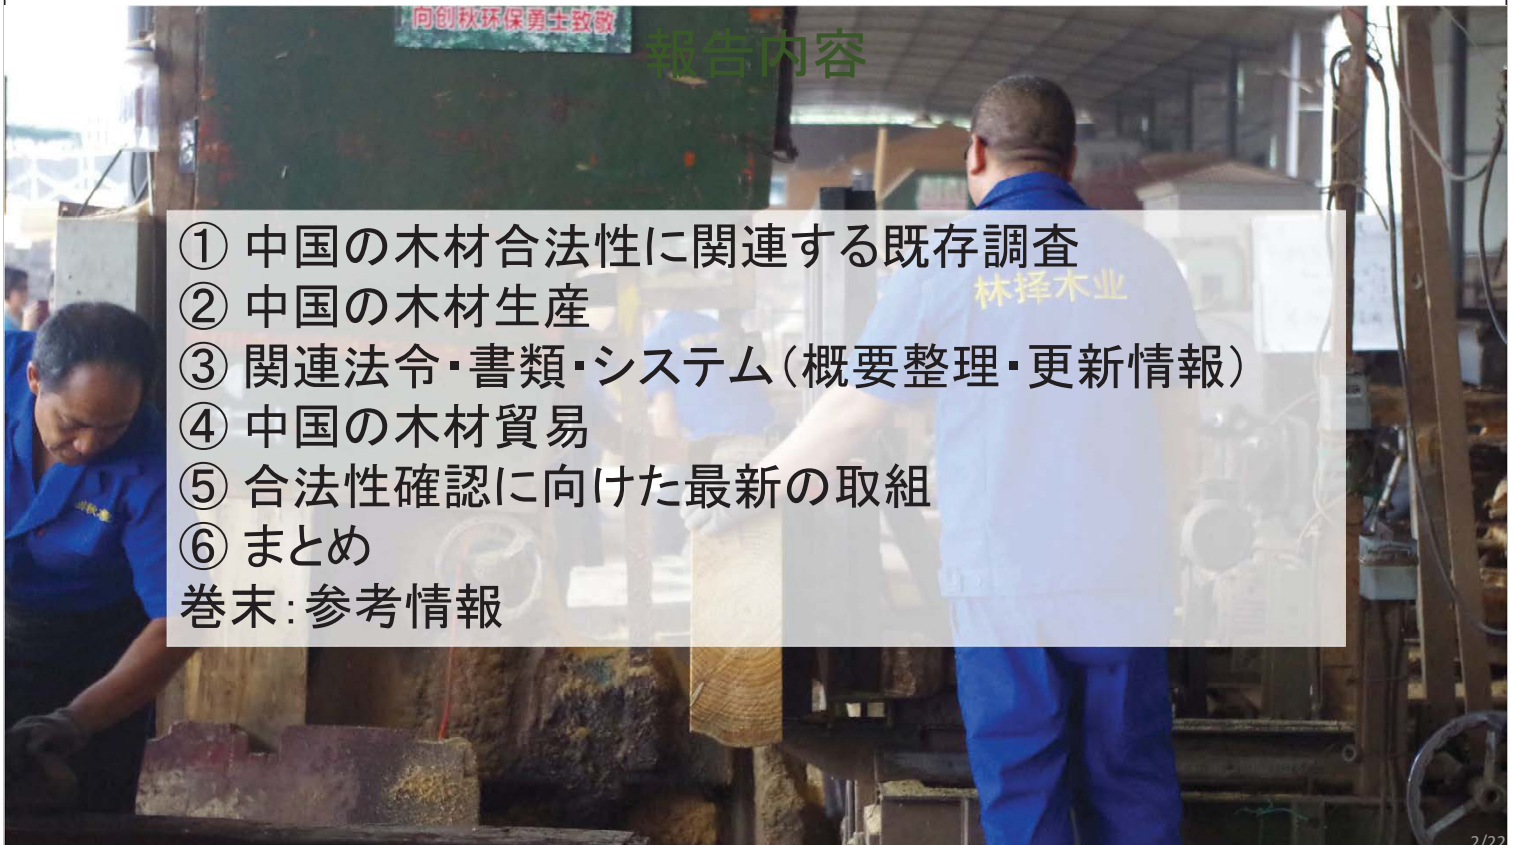 向创秋环保勇士致敬
報告内容
① 中国の木材合法性に関連する既存調査
林择木业
② 中国の木材生産
③ 関連法令・書類・システム（概要整理・更新情報）
④ 中国の木材貿易
⑤ 合法性確認に向けた最新の取組
⑥ まとめ
巻末：参考情報
2/22